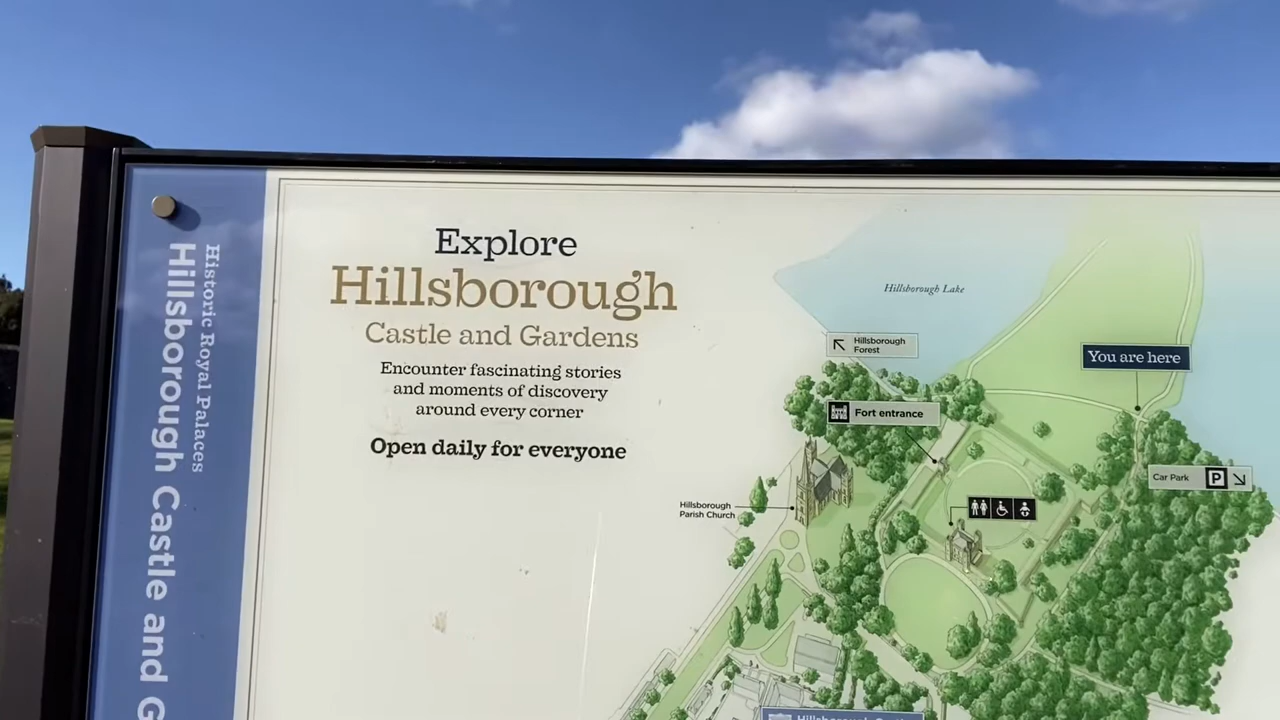 Historic Royal Palaces
Hillsborough Castle and G
Explore
Hillsborough
Castle and Gardens
Encounter fascinating stories
and moments of discovery
around every corner
Open daily for everyone
Hillsborough Lake
Hillsborough
Forest
You are here
Fort entrance
Car Park P
Hillsborough
Parish Church
Hillsborough